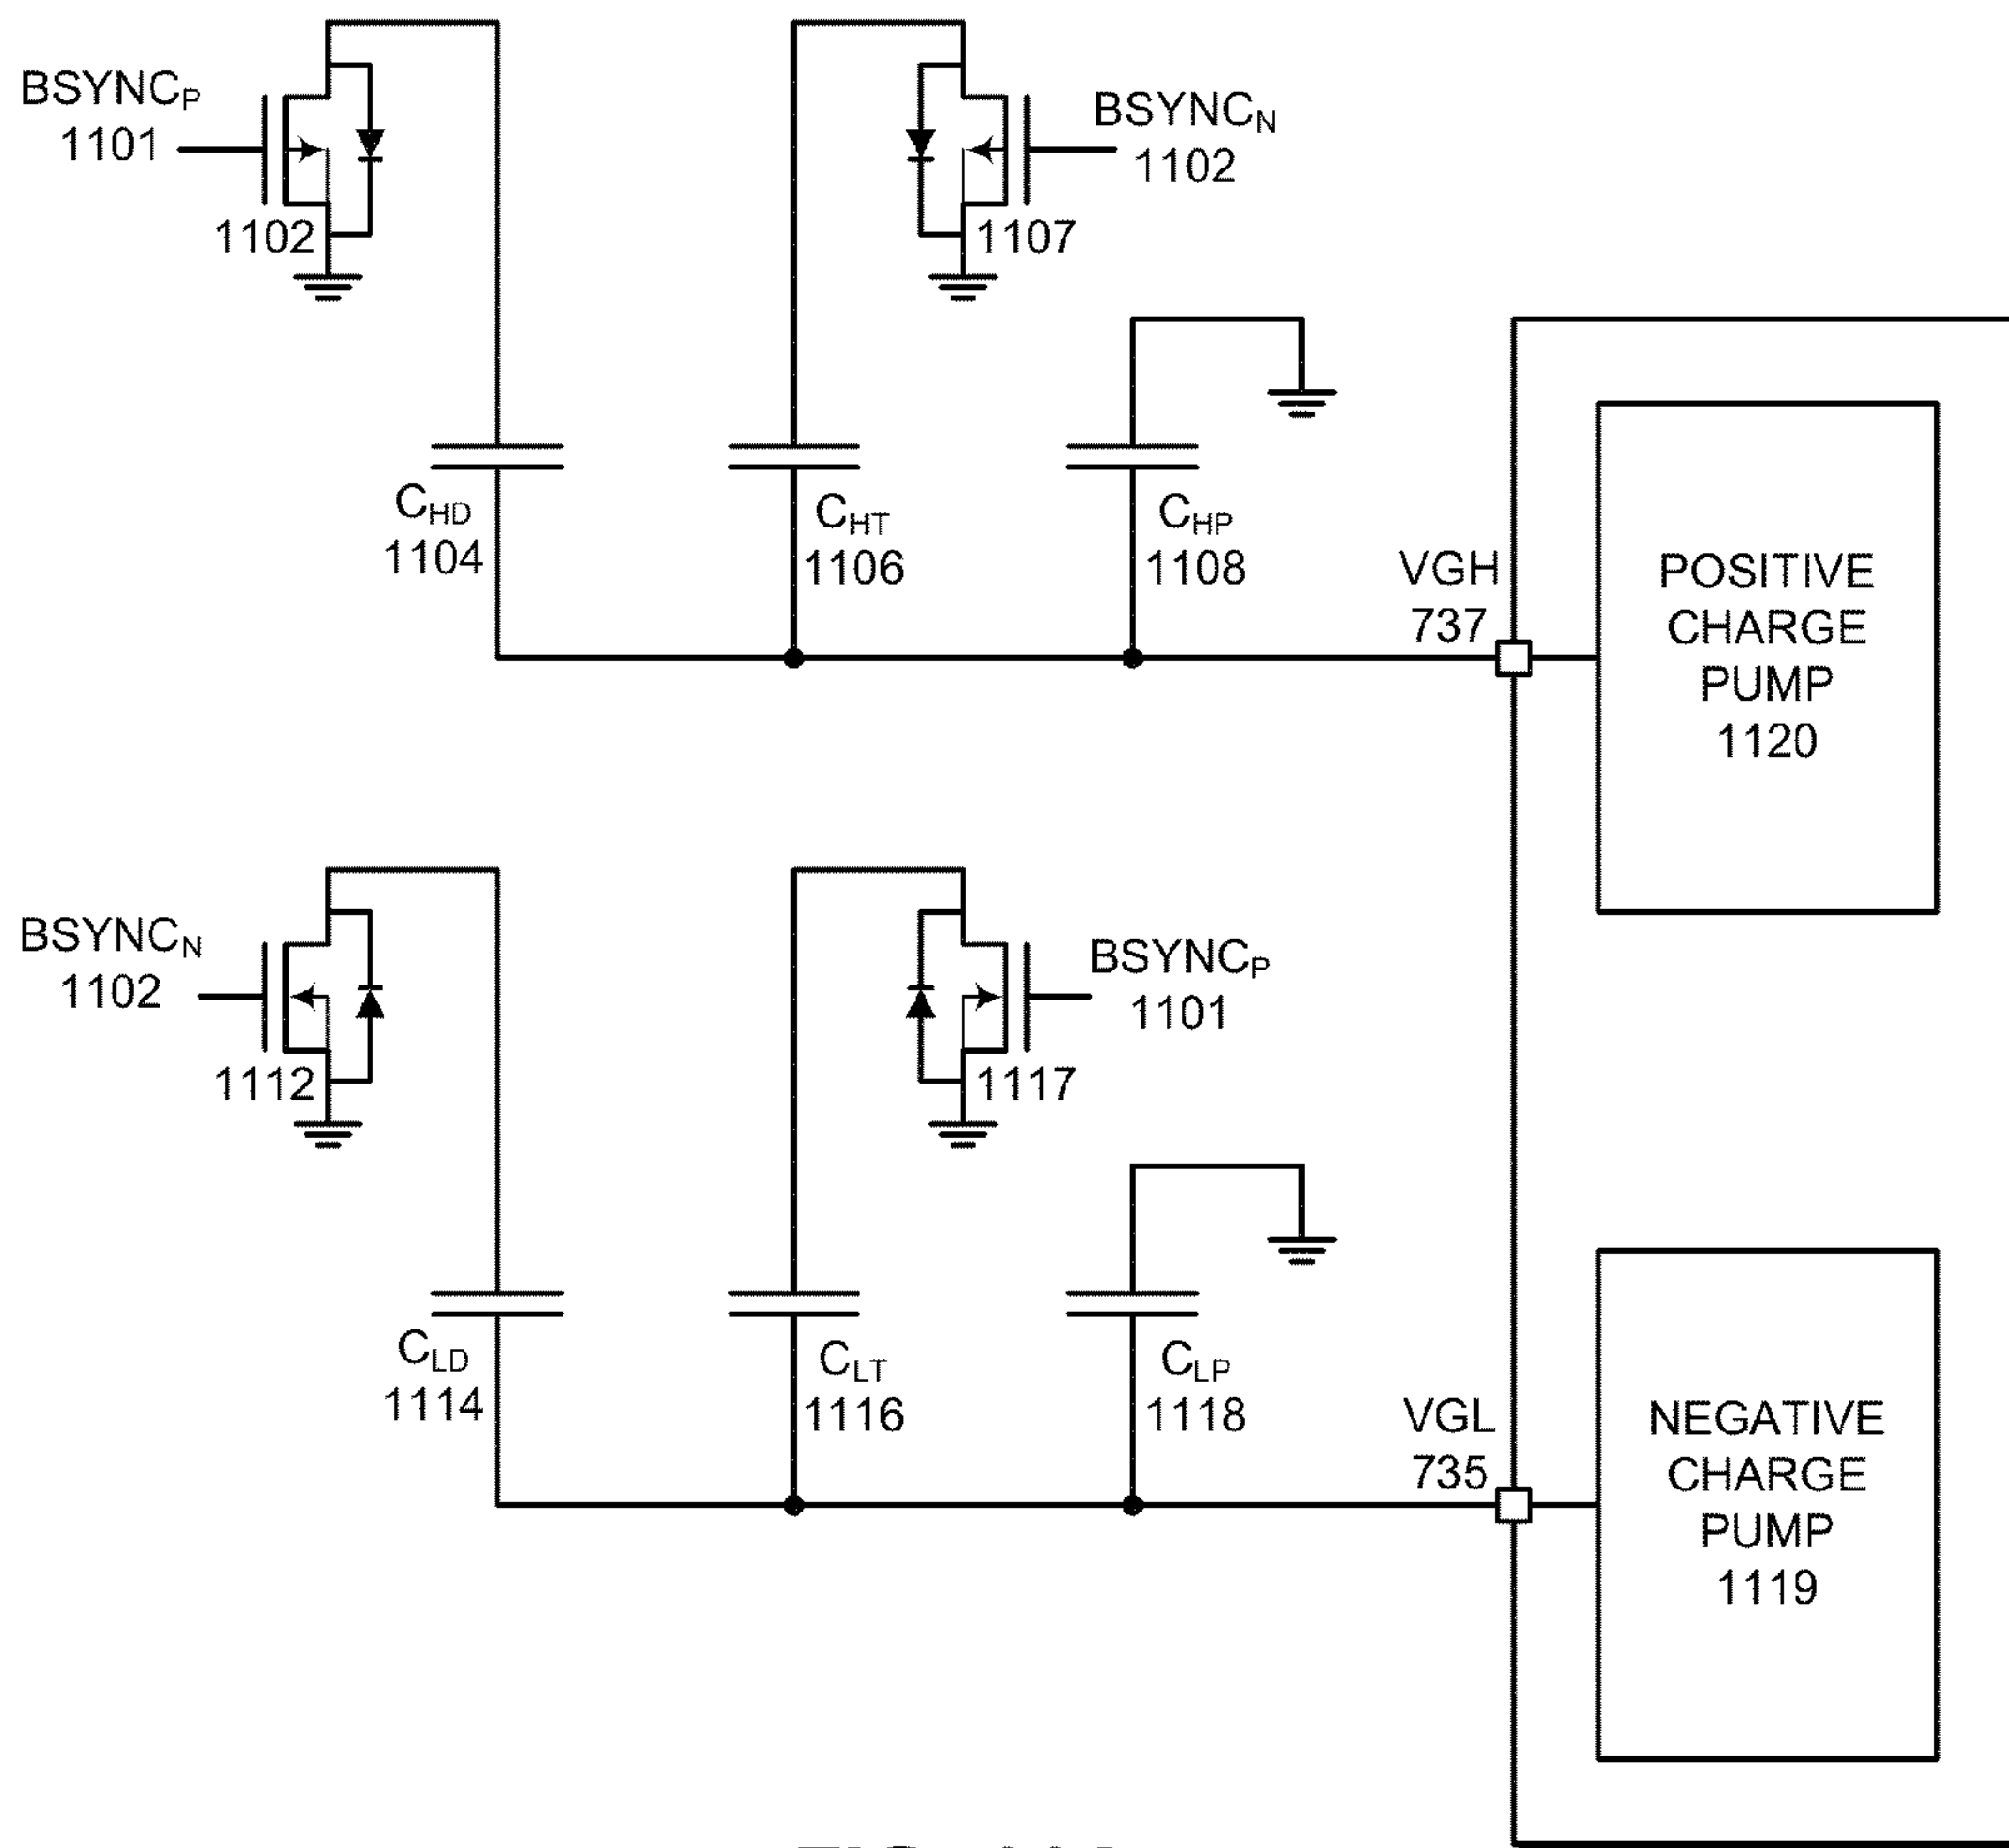 BSYNCP
1101
1102
BSYNCN
1102
1107
CHD
1104
CHT
1106
CHP
1108
VGH
737
POSITIVE
CHARGE
PUMP
1120
BSYNCN
1102
1112
BSYNCP
1101
1117
CLD
1114
CLT
1116
CLP
1118
VGL
735
NEGATIVE
CHARGE
PUMP
1119